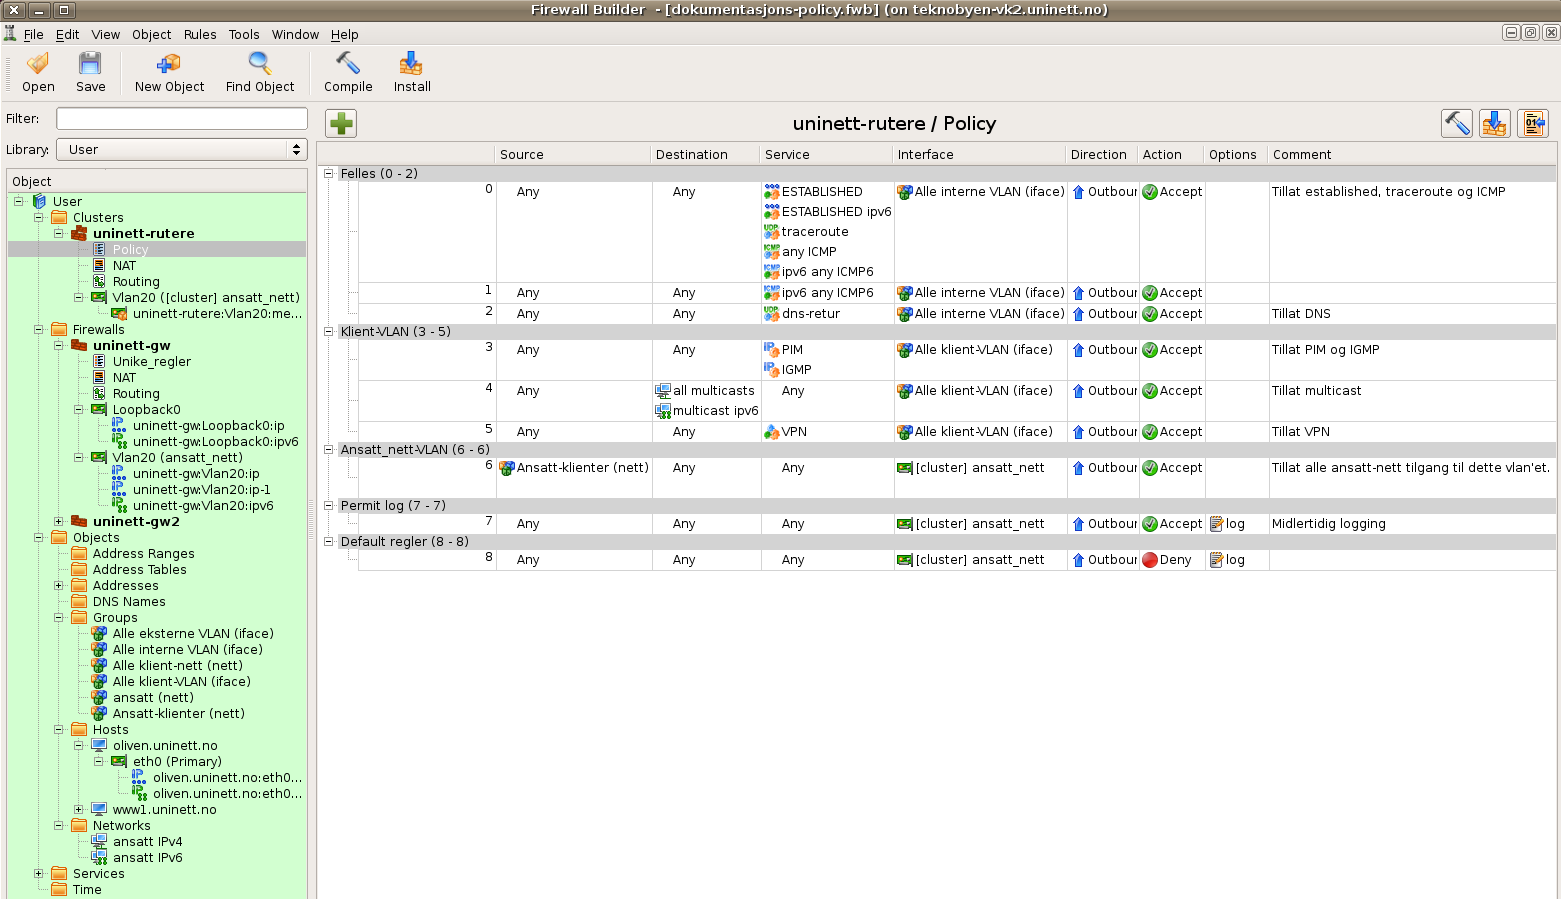 Firewall Builder - [dokumentasjons-policy.fwb] (on teknobyen-vk2.uninett.no)
File Edit View Object Rules Tools Window Help
Open Save New Object Find Object Compile Install
Filter:
Library: User
Object
User
Clusters
uninett-rutere
Policy
NAT
Routing
Vlan20 ([cluster] ansatt_nett)
uninett-rutere:Vlan20:me...
Firewalls
uninett-gw
Unike_regler
NAT
Routing
Loopback0
uninett-gw:Loopback0:ip
uninett-gw:Loopback0:ipv6
Vlan20 (ansatt_nett)
uninett-gw:Vlan20:ip
uninett-gw:Vlan20:ip-1
uninett-gw:Vlan20:ipv6
uninett-gw2
Objects
Address Ranges
Address Tables
Addresses
DNS Names
Groups
Alle eksterne VLAN (iface)
Alle interne VLAN (iface)
Alle klient-nett (nett)
Alle klient-VLAN (iface)
ansatt (nett)
Ansatt-klienter (nett)
Hosts
oliven.uninett.no
eth0 (Primary)
oliven.uninett.no:eth0...
oliven.uninett.no:eth0...
www1.uninett.no
Networks
ansatt IPv4
ansatt IPv6
Services
Time
uninett-rutere / Policy
Source Destination Service Interface Direction Action Options Comment
Felles (0 - 2)
0 Any Any ESTABLISHED Alle interne VLAN (iface) Outbour Accept Tillat established, traceroute og ICMP
ESTABLISHED ipv6
traceroute
any ICMP
ipv6 any ICMP6
1 Any Any ipv6 any ICMP6 Alle interne VLAN (iface) Outbour Accept
2 Any Any dns-retur Alle interne VLAN (iface) Outbour Accept Tillat DNS
Klient-VLAN (3 - 5)
3 Any Any PIM Alle klient-VLAN (iface) Outbour Accept Tillat PIM og IGMP
IGMP
4 Any all multicasts Any Alle klient-VLAN (iface) Outbour Accept Tillat multicast
multicast ipv6
5 Any Any VPN Alle klient-VLAN (iface) Outbour Accept Tillat VPN
Ansatt_nett-VLAN (6 - 6)
6 Ansatt-klienter (nett) Any Any [cluster] ansatt_nett Outbour Accept Tillat alle ansatt-nett tilgang til dette vlan'et.
Permit log (7 - 7)
7 Any Any Any [cluster] ansatt_nett Outbour Accept log Midlertidig logging
Default regler (8 - 8)
8 Any Any Any [cluster] ansatt_nett Outbour Deny log